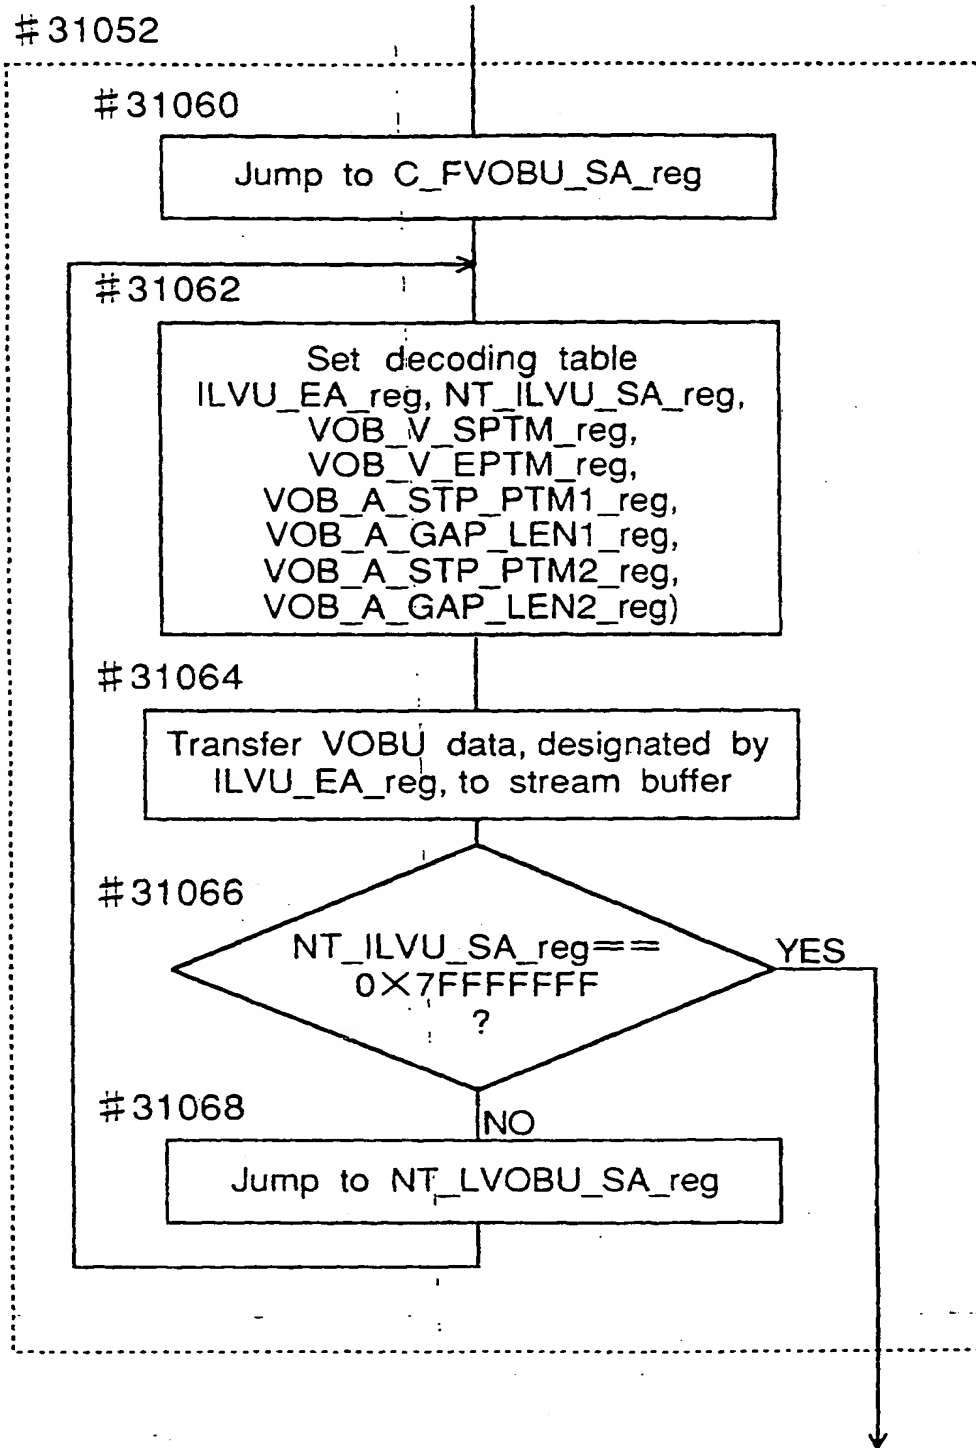 #31052
#31060
Jump to C_FVOBU_SA_reg
#31062
Set decoding table
ILVU_EA_reg, NT_ILVU_SA_reg,
VOB_V_SPTM_reg,
VOB_V_EPTM_reg,
VOB_A_STP_PTM1_reg,
VOB_A_GAP_LEN1_reg,
VOB_A_STP_PTM2_reg,
VOB_A_GAP_LEN2_reg)
#31064
Transfer VOBU data, designated by
ILVU_EA_reg, to stream buffer
#31066
NT_ILVU_SA_reg==
0X7FFFFFFF
?
YES
#31068
NO
Jump to NT_LVOBU_SA_reg